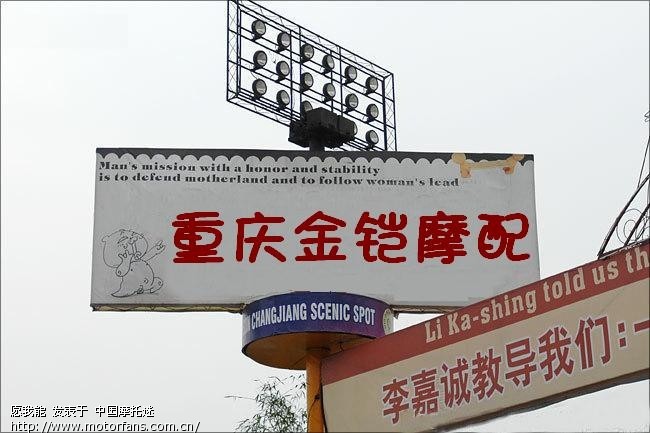 Man's mission with a honor and stability
is to defend motherland and to follow woman's lead
重庆金铠摩配
CHANGJIANG SCENIC SPOT
Li Ka-shing told us
李嘉诚教导我们：
愿我能 发表于 中国摩托迷
http://www.motorfans.com.cn/